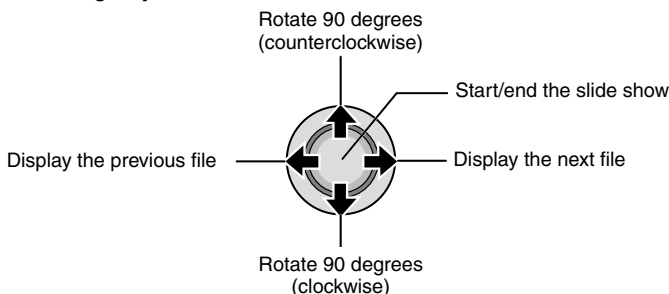 Rotate 90 degrees
(counterclockwise)
Start/end the slide show
Display the previous file
Display the next file
Rotate 90 degrees
(clockwise)